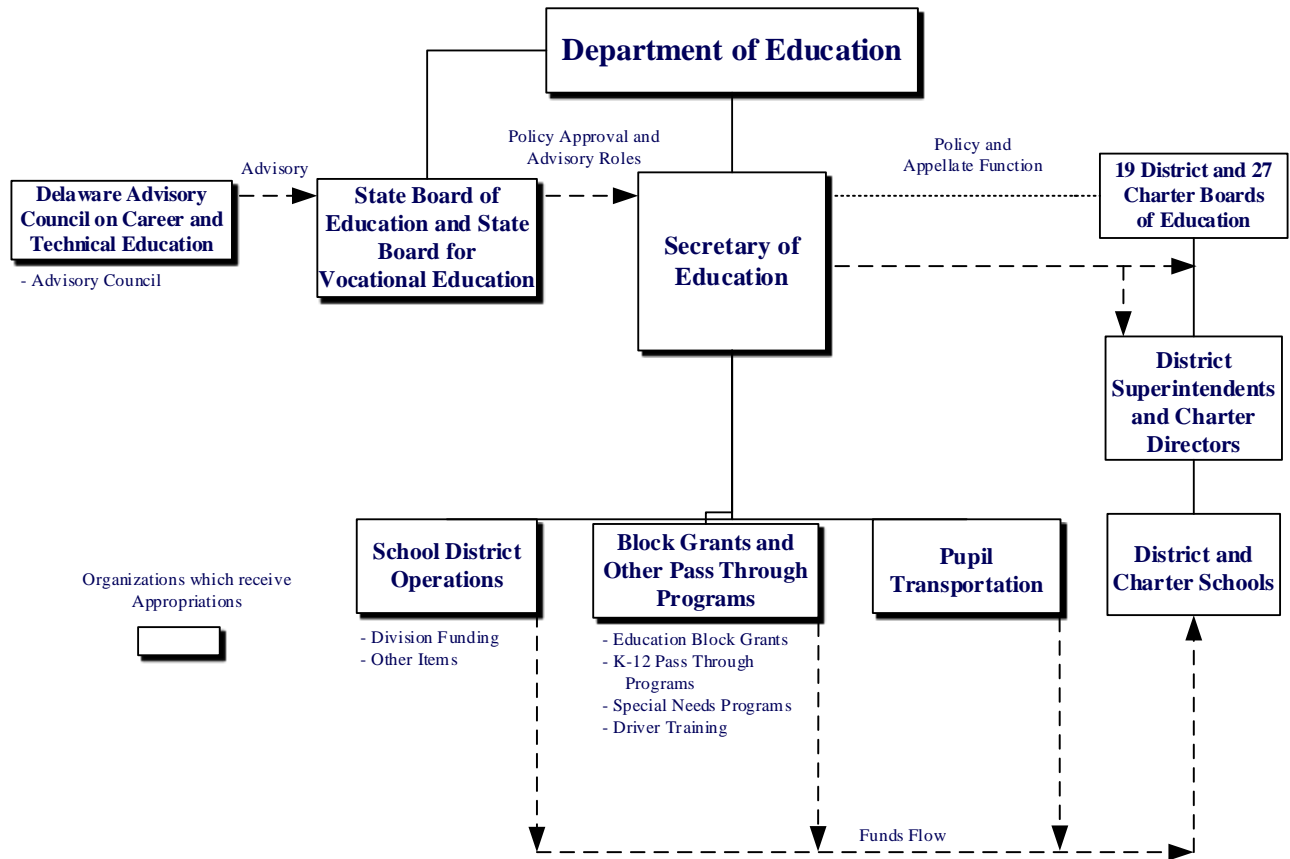 Department of Education
Policy Approval and
Advisory Roles
Policy and
Appellate Function
Advisory
Delaware Advisory
Council on Career and
Technical Education
- Advisory Council
State Board of
Education and State
Board for
Vocational Education
Secretary of
Education
19 District and 27
Charter Boards
of Education
District
Superintendents
and Charter
Directors
School District
Operations
- Division Funding
- Other Items
Block Grants and
Other Pass Through
Programs
- Education Block Grants
- K-12 Pass Through
Programs
- Special Needs Programs
- Driver Training
Pupil
Transportation
District and
Charter Schools
Organizations which receive
Appropriations
Funds Flow